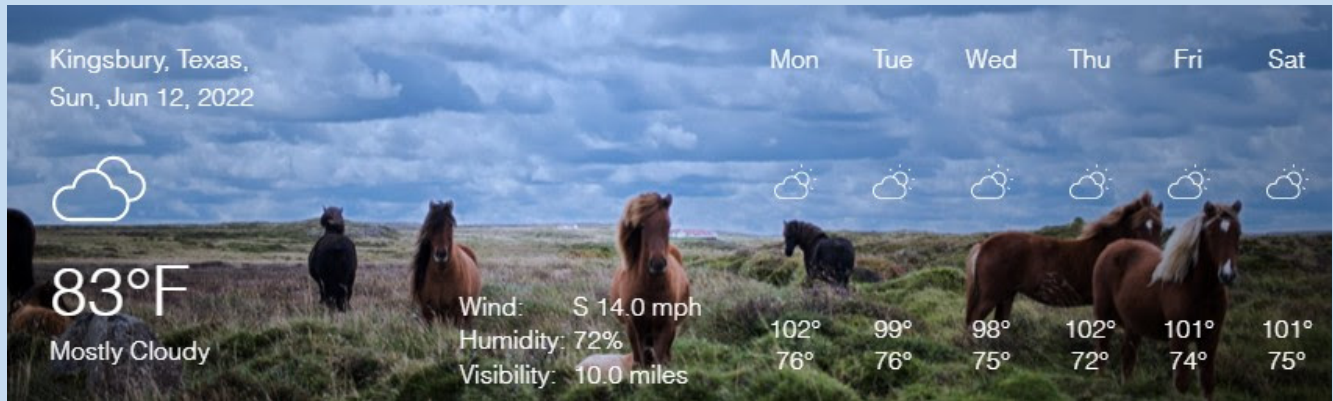 Kingsbury, Texas,
Sun, Jun 12, 2022
83°F
Mostly Cloudy
Wind: S 14.0 mph
Humidity: 72%
Visibility: 10.0 miles
Mon Tue Wed Thu Fri Sat
102° 99° 98° 102° 101° 101°
76° 76° 75° 72° 74° 75°